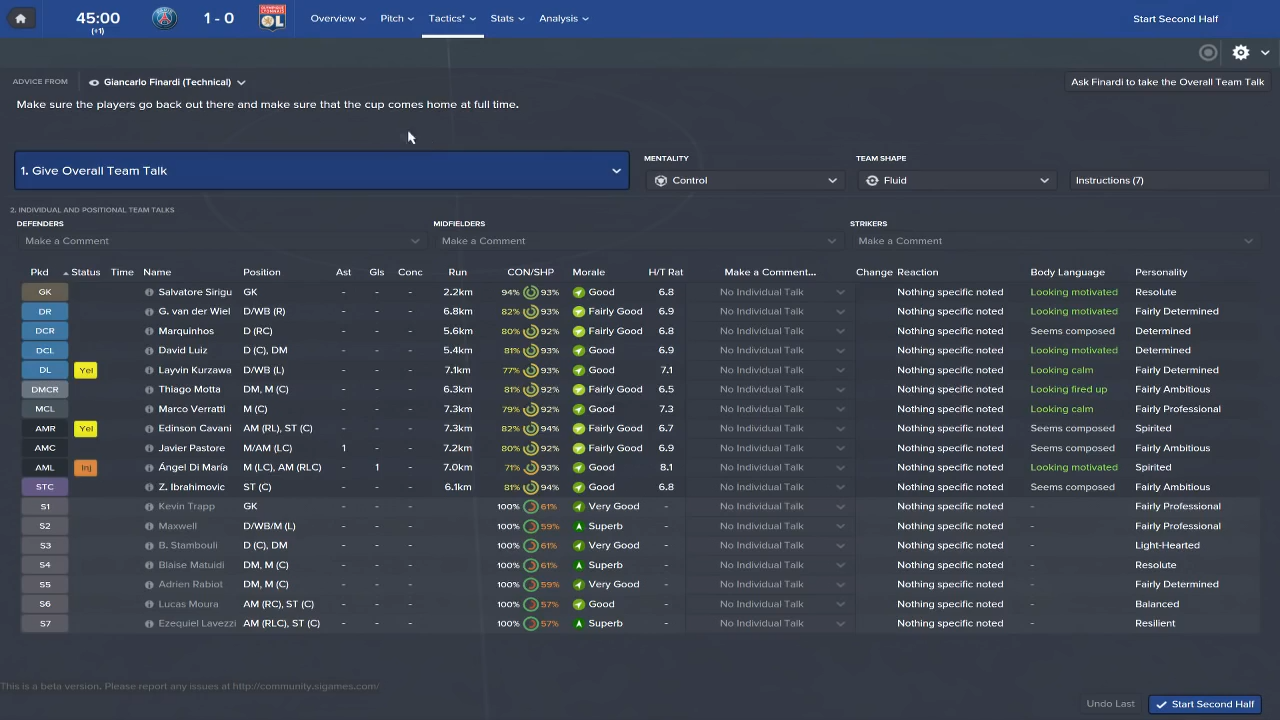 45:00
(+1)
1 - 0
Overview
Pitch
Tactics*
Stats
Analysis
Start Second Half
ADVICE FROM
Giancarlo Finardi (Technical)
Ask Finardi to take the Overall Team Talk
Make sure the players go back out there and make sure that the cup comes home at full time.
1. Give Overall Team Talk
MENTALITY
Control
TEAM SHAPE
Fluid
Instructions (7)
2. INDIVIDUAL AND POSITIONAL TEAM TALKS
DEFENDERS MIDFIELDERS STRIKERS
Make a Comment Make a Comment Make a Comment
Pkd Status Time Name Position Ast Gls Conc Run CON/SHP Morale H/T Rat Make a Comment... Change Reaction Body Language Personality
GK Salvatore Sirigu GK - - - 2.2km 94% 93% Good 6.8 No Individual Talk Nothing specific noted Looking motivated Resolute
DR G. van der Wiel D/WB (R) - - - 6.8km 82% 93% Fairly Good 6.9 No Individual Talk Nothing specific noted Looking motivated Fairly Determined
DCR Marquinhos D (RC) - - - 5.6km 80% 92% Fairly Good 6.8 No Individual Talk Nothing specific noted Seems composed Determined
DCL David Luiz D (C), DM - - - 5.4km 81% 93% Good 6.9 No Individual Talk Nothing specific noted Looking motivated Determined
DL Yel Layvin Kurzawa D/WB (L) - - - 7.1km 77% 93% Good 7.1 No Individual Talk Nothing specific noted Looking calm Fairly Determined
DMCR Thiago Motta DM, M (C) - - - 6.3km 81% 92% Fairly Good 6.5 No Individual Talk Nothing specific noted Looking fired up Fairly Ambitious
MCL Marco Verratti M (C) - - - 7.3km 79% 92% Good 7.3 No Individual Talk Nothing specific noted Looking calm Fairly Professional
AMR Yel Edinson Cavani AM (RL), ST (C) - - - 7.3km 82% 94% Fairly Good 6.7 No Individual Talk Nothing specific noted Seems composed Spirited
AMC Javier Pastore M/AM (LC) 1 - - 7.2km 80% 92% Fairly Good 6.9 No Individual Talk Nothing specific noted Seems composed Fairly Ambitious
AML Inj Ángel Di María M (LC), AM (RLC) - 1 - 7.0km 71% 93% Good 8.1 No Individual Talk Nothing specific noted Looking motivated Spirited
STC Z. Ibrahimovic ST (C) - - - 6.1km 81% 94% Fairly Good 6.8 No Individual Talk Nothing specific noted Seems composed Fairly Ambitious
S1 Kevin Trapp GK - - - 100% 61% Very Good - No Individual Talk Nothing specific noted - Fairly Professional
S2 Maxwell D/WB/M (L) - - - 100% 59% Superb - No Individual Talk Nothing specific noted - Fairly Professional
S3 B. Stambouli D (C), DM - - - 100% 61% Very Good - No Individual Talk Nothing specific noted - Light-Hearted
S4 Blaise Matuidi DM, M (C) - - - 100% 61% Superb - No Individual Talk Nothing specific noted - Resolute
S5 Adrien Rabiot DM, M (C) - - - 100% 59% Very Good - No Individual Talk Nothing specific noted - Fairly Determined
S6 Lucas Moura AM (RC), ST (C) - - - 100% 57% Good - No Individual Talk Nothing specific noted - Balanced
S7 Ezequiel Lavezzi AM (RLC), ST (C) - - - 100% 57% Superb - No Individual Talk Nothing specific noted - Resilient
This is a beta version. Please report any issues at http://community.sigames.com/
Undo Last
Start Second Half